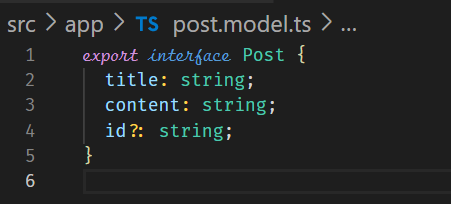 src > app > TS post.model.ts > ...
1 export interface Post {
2 title: string;
3 content: string;
4 id?: string;
5 }
6